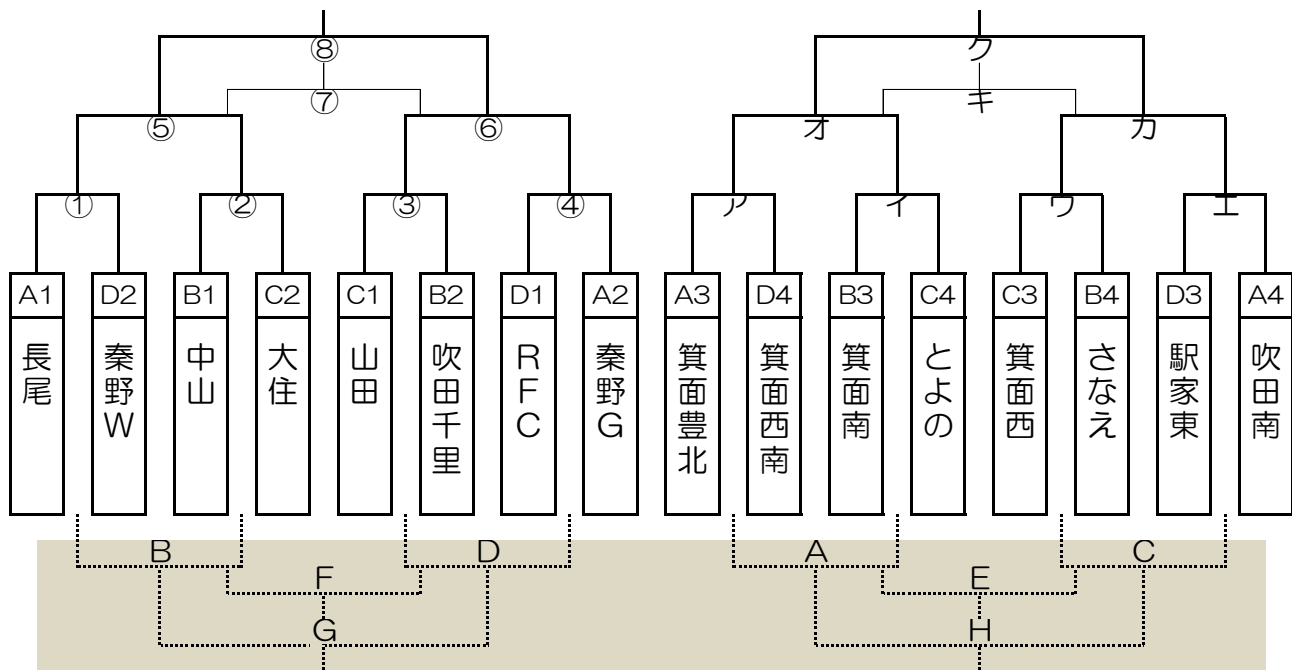 ⑧ ク
⑦ キ
⑤ ⑥ オ カ
① ② ③ ④ ア イ ウ エ
A1 D2 B1 C2 C1 B2 D1 A2 A3 D4 B3 C4 C3 B4 D3 A4
長尾
秦野W
中山
大住
山田
吹田千里
RFC
秦野G
箕面豊北
箕面西南
箕面南
とよの
箕面西
さなえ
駅家東
吹田南
B D A C
F E
G H